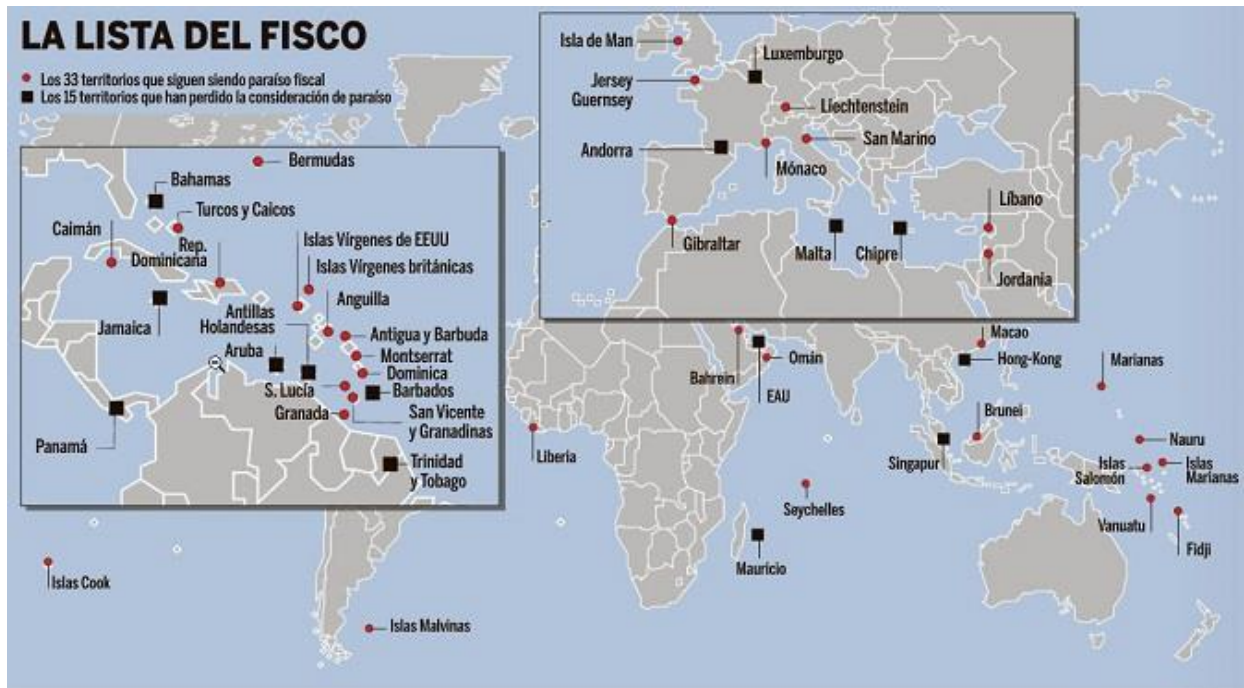 LA LISTA DEL FISCO
Los 33 territorios que siguen siendo paraíso fiscal
Los 15 territorios que han perdido la consideración de paraíso
Bermudas
Bahamas
Turcos y Caicos
Caimán
Rep.
Dominicana
Islas Vírgenes de EEUU
Islas Vírgenes británicas
Anguilla
Jamaica
Antillas
Holandesas
Aruba
Antigua y Barbuda
Montserrat
Dominica
S. Lucía
Barbados
Granada
San Vicente
y Granadinas
Panamá
Trinidad
y Tobago
Isla de Man
Luxemburgo
Jersey
Guernsey
Liechtenstein
San Marino
Andorra
Mónaco
Líbano
Gibraltar
Malta
Chipre
Jordania
Macao
Omán
Hong-Kong
Marianas
Bahrein
EAU
Brunei
Liberia
Singapur
Nauru
Islas
Salomón
Islas
Marianas
Seychelles
Vanuatu
Fidji
Mauricio
Islas Cook
Islas Malvinas